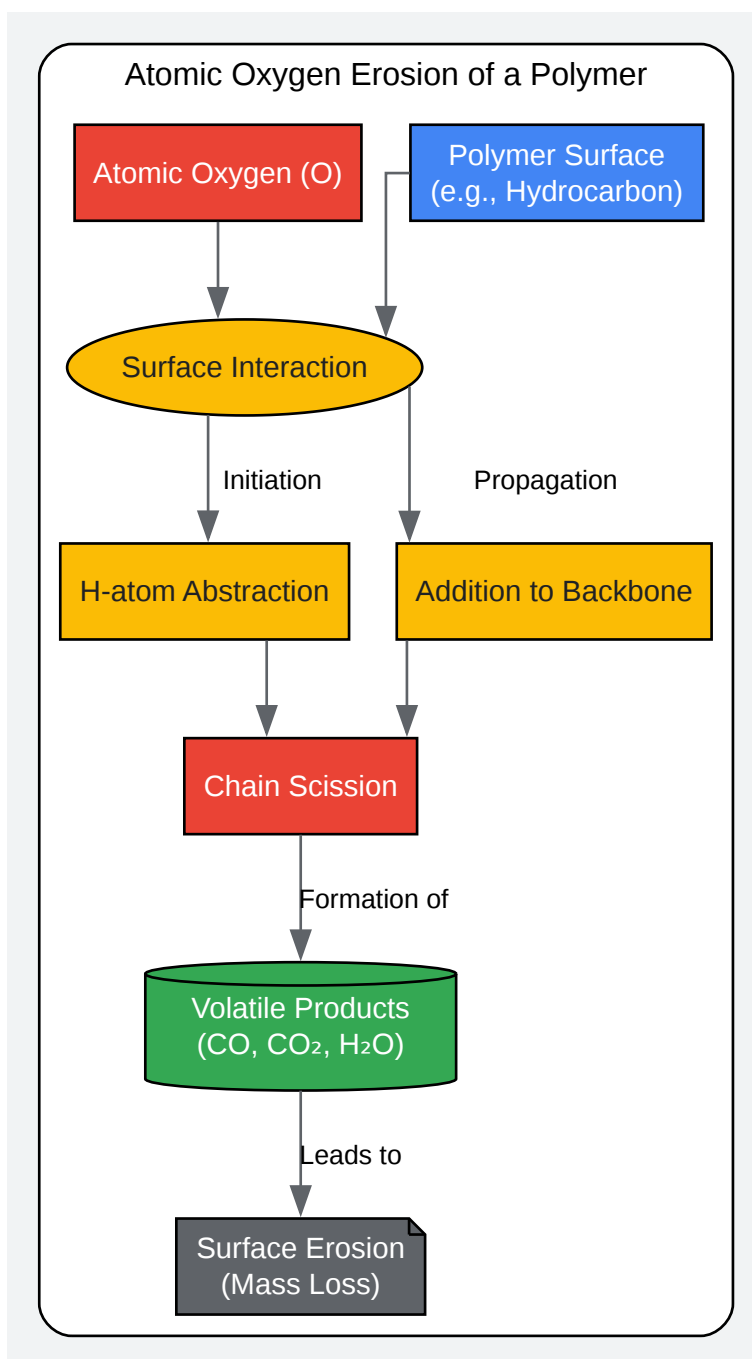 Atomic Oxygen Erosion of a Polymer
Atomic Oxygen (O)
Polymer Surface
(e.g., Hydrocarbon)
Surface Interaction
Initiation
Propagation
H-atom Abstraction
Addition to Backbone
Chain Scission
Formation of
Volatile Products
(CO, CO₂, H₂O)
Leads to
Surface Erosion
(Mass Loss)